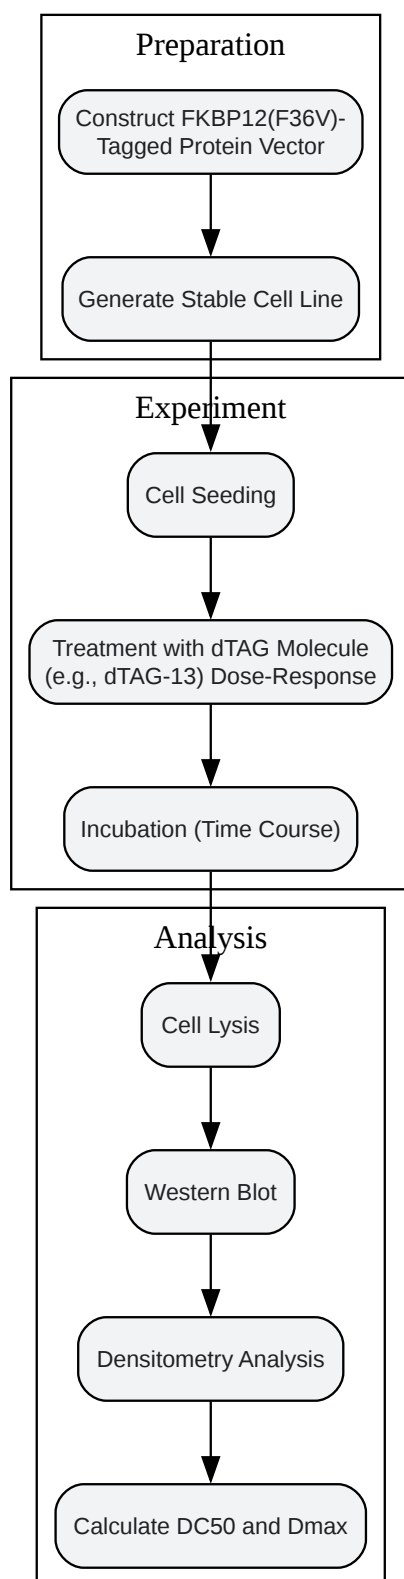 Preparation
Construct FKBP12(F36V)-
Tagged Protein Vector
Generate Stable Cell Line
Experiment
Cell Seeding
Treatment with dTAG Molecule
(e.g., dTAG-13) Dose-Response
Incubation (Time Course)
Analysis
Cell Lysis
Western Blot
Densitometry Analysis
Calculate DC50 and Dmax